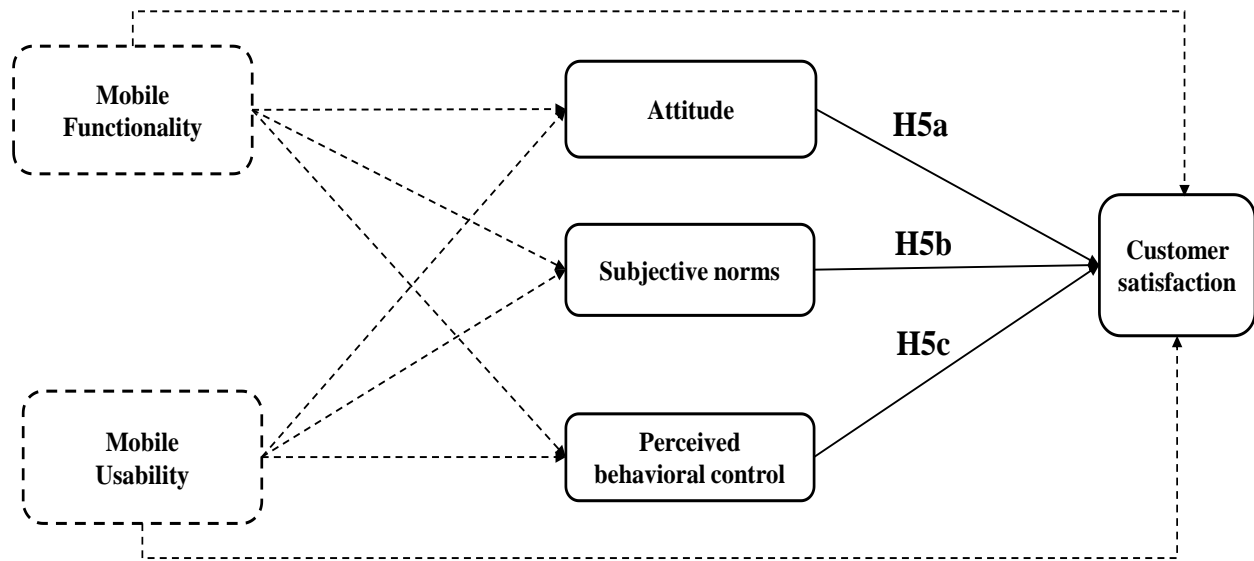 Mobile
Functionality
Attitude
H5a
Subjective norms
H5b
Customer
satisfaction
H5c
Mobile
Usability
Perceived
behavioral control